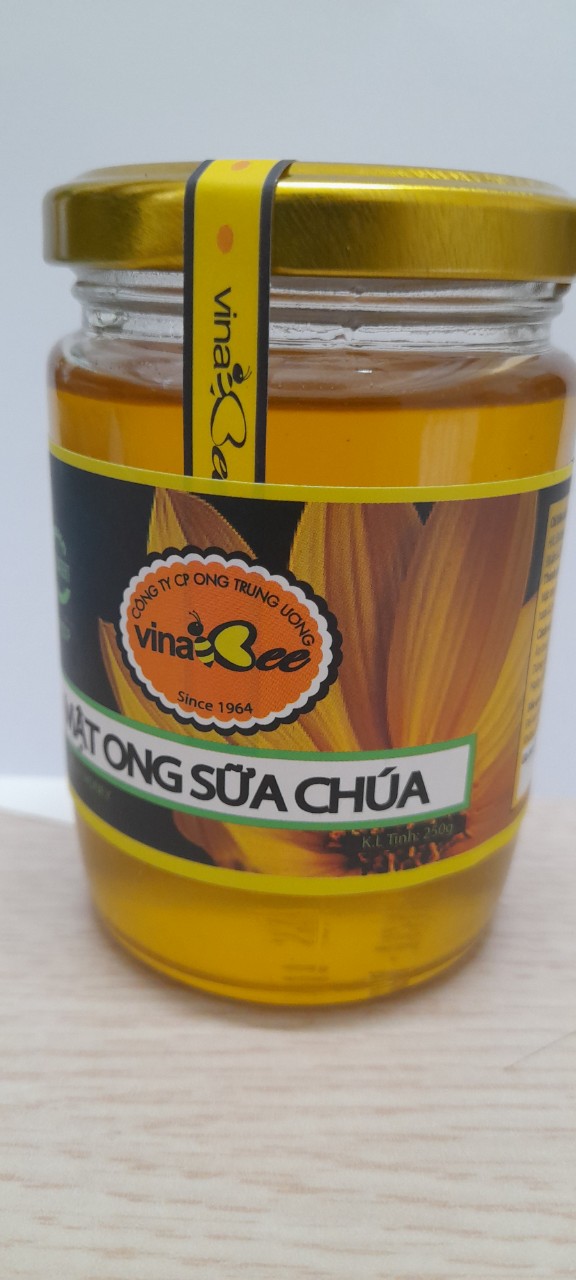 vinaBee
CÔNG TY CP ONG TRUNG ƯƠNG
vinaBee
Since 1964
MẬT ONG SỮA CHÚA
K.L Tịnh: 250g